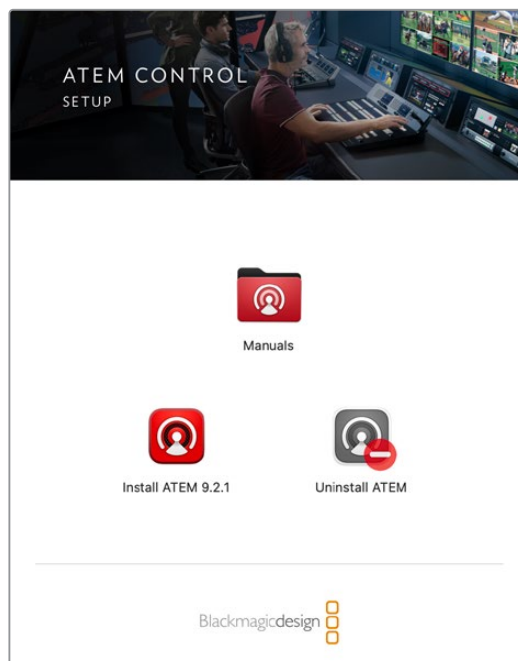 ATEM CONTROL
SETUP
Manuals
Install ATEM 9.2.1
Uninstall ATEM
Blackmagicdesign